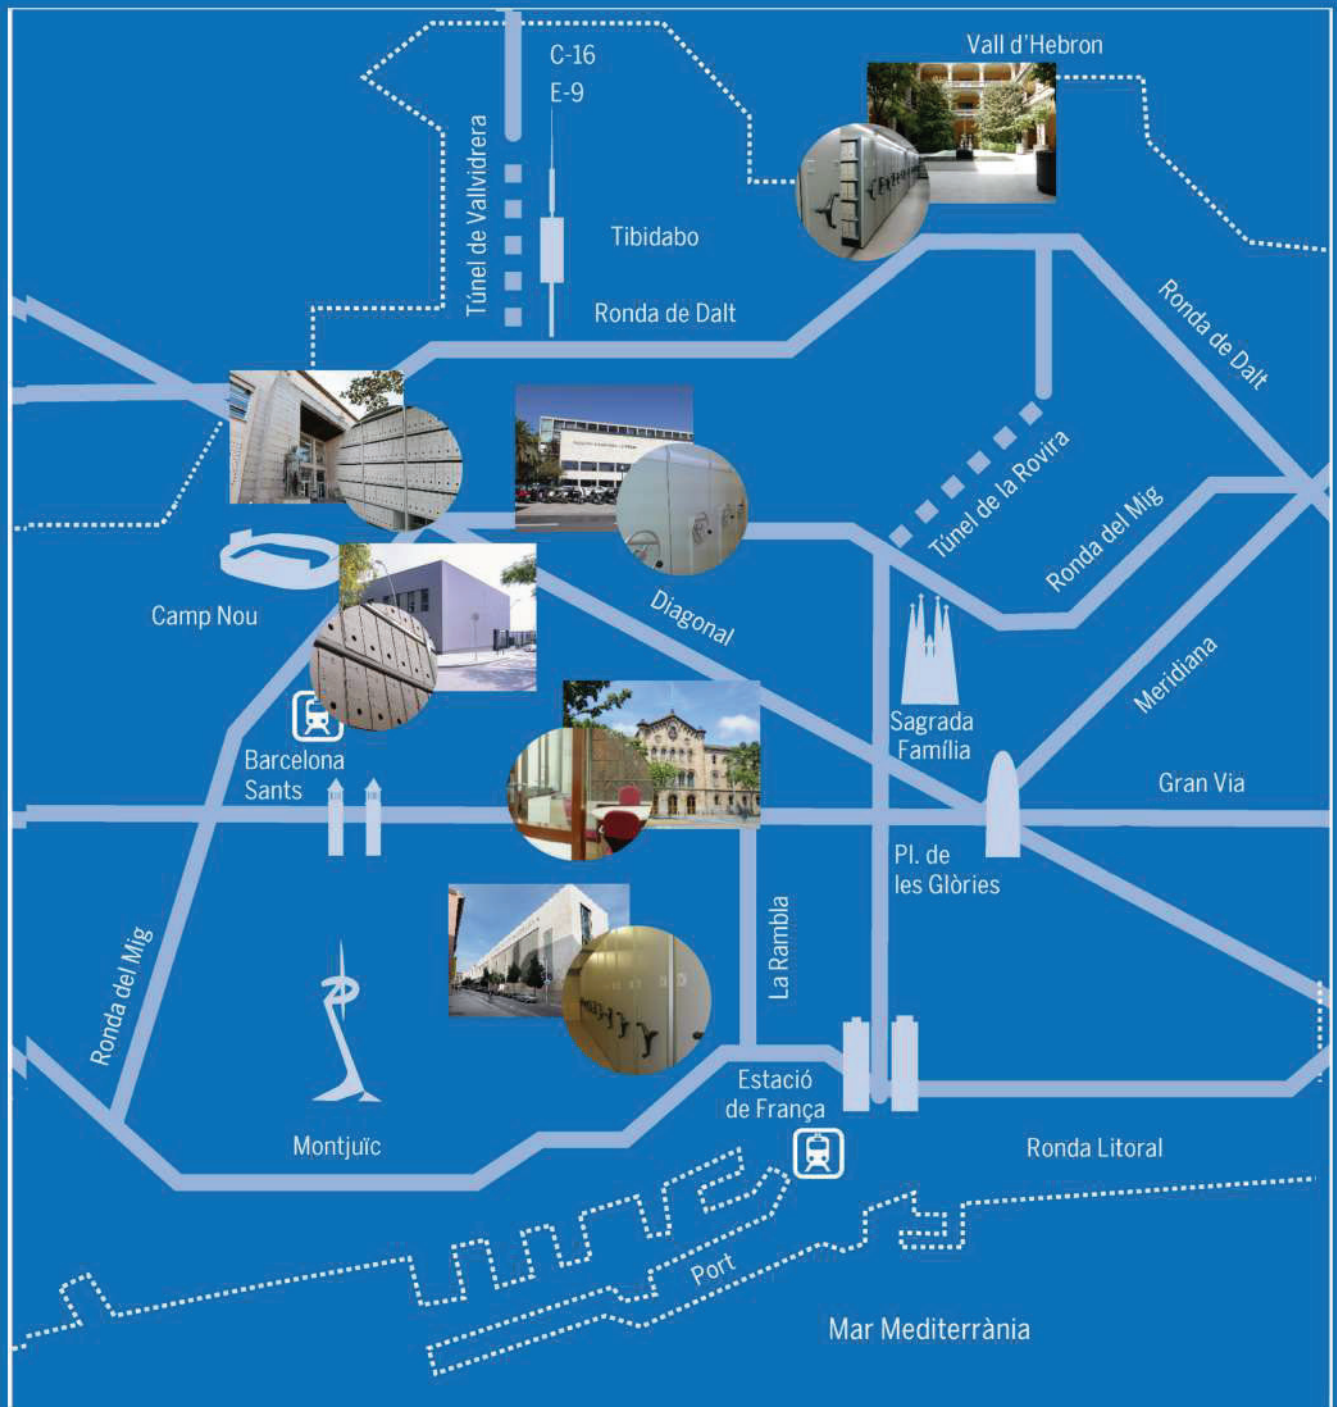 Vall d'Hebron
C-16
E-9
Túnel de Vallvidrera
Tibidabo
Ronda de Dalt
Ronda de Dalt
Túnel de la Rovira
Ronda del Mig
Camp Nou
Diagonal
Meridiana
Sagrada
Família
Barcelona
Sants
Gran Via
Pl. de
les Glòries
La Rambla
Ronda del Mig
Estació
de França
Montjuïc
Ronda Litoral
Port
Mar Mediterrània